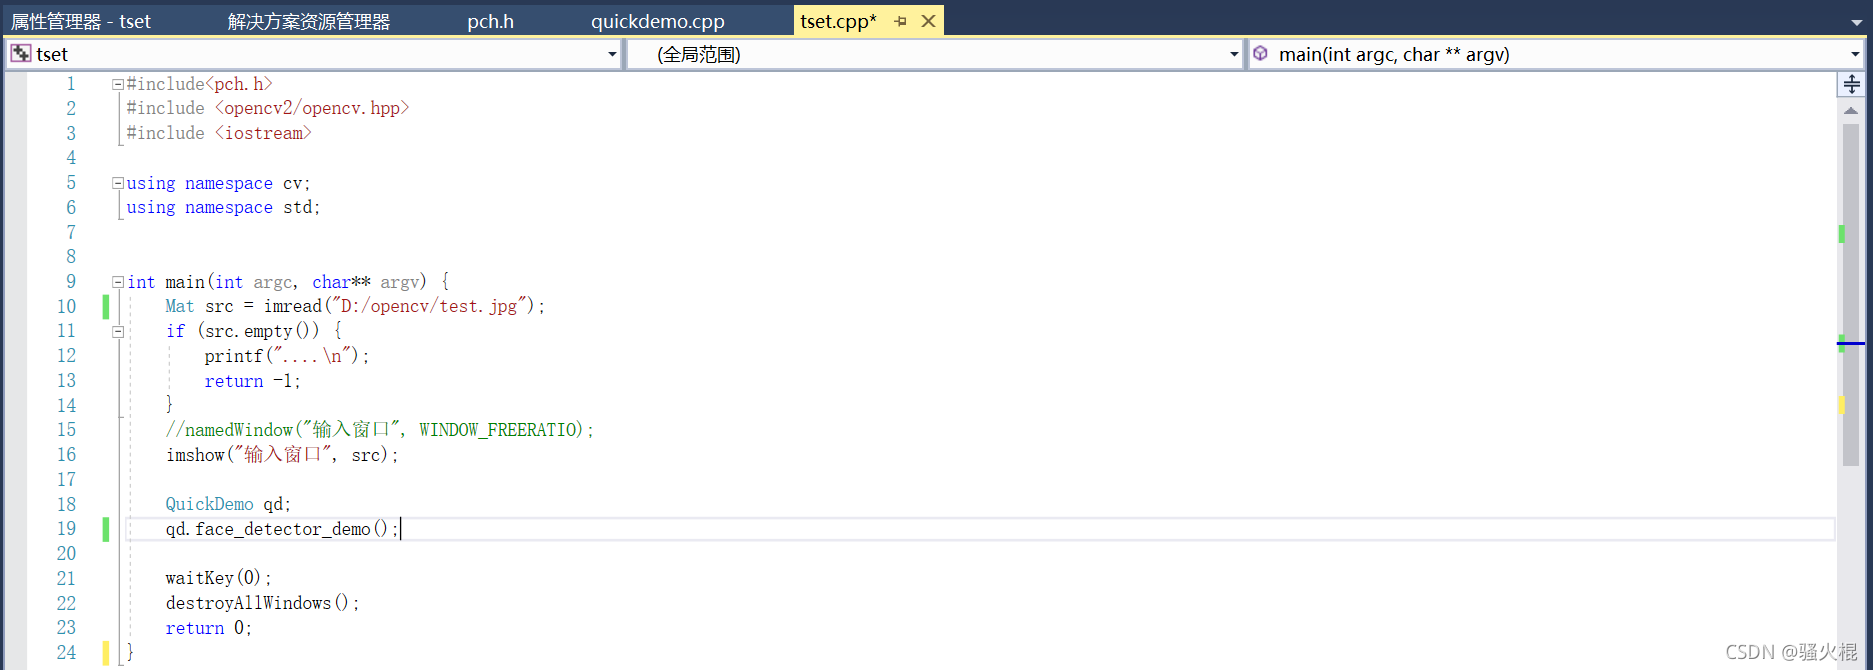 属性管理器 - tset 解决方案资源管理器 pch.h quickdemo.cpp tset.cpp*
tset (全局范围) main(int argc, char ** argv)
1 #include<pch.h>
2 #include <opencv2/opencv.hpp>
3 #include <iostream>
4
5 using namespace cv;
6 using namespace std;
7
8
9 int main(int argc, char** argv) {
10 Mat src = imread("D:/opencv/test.jpg");
11 if (src.empty()) {
12 printf("....\n");
13 return -1;
14 }
15 //namedWindow("输入窗口", WINDOW_FREERATIO);
16 imshow("输入窗口", src);
17
18 QuickDemo qd;
19 qd.face_detector_demo();
20
21 waitKey(0);
22 destroyAllWindows();
23 return 0;
24 }
CSDN @骚火棍